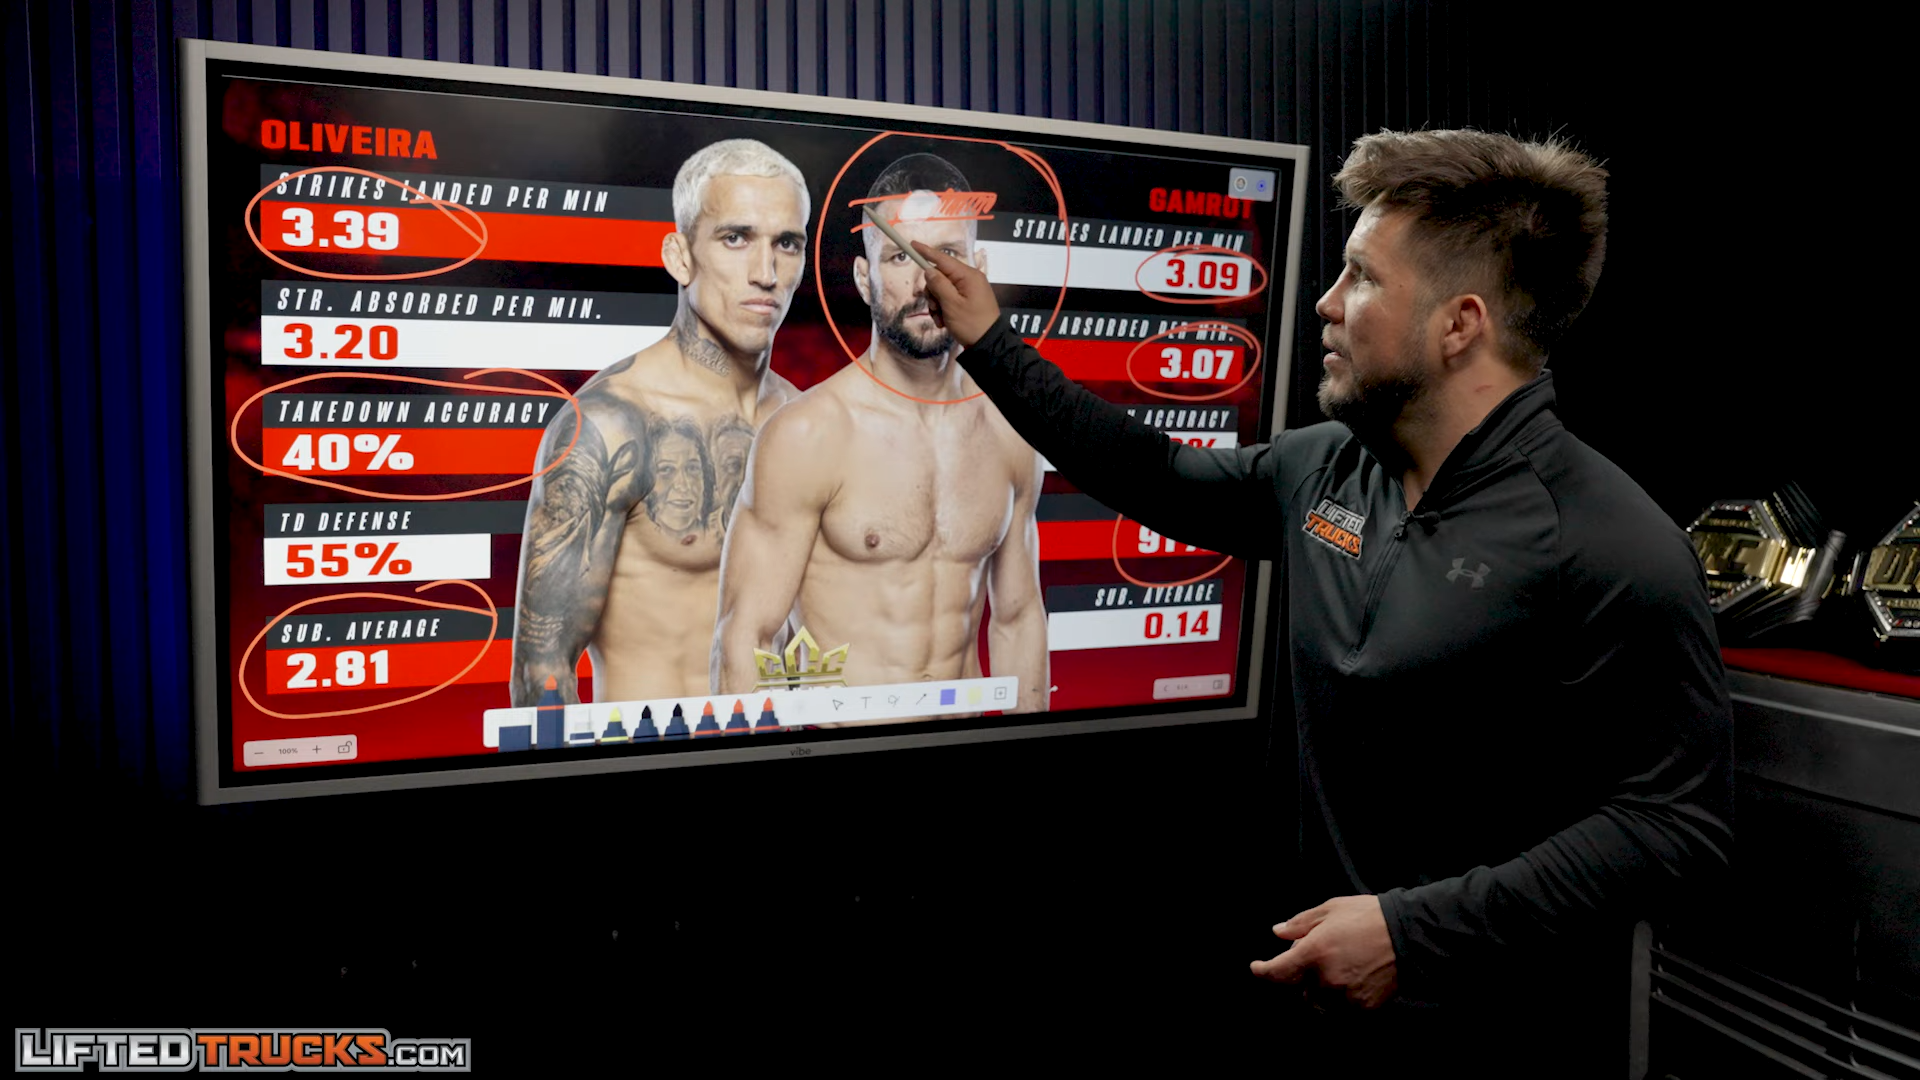 OLIVEIRA
STRIKES LANDED PER MIN
3.39
STR. ABSORBED PER MIN.
3.20
TAKEDOWN ACCURACY
40%
TD DEFENSE
55%
SUB. AVERAGE
2.81
GAMROT
STRIKES LANDED PER MIN
3.09
STR. ABSORBED PER MIN.
3.07
ACCURACY
SUB. AVERAGE
0.14
100%
vibe
LIFTED
TRUCKS
LIFTEDTRUCKS.COM